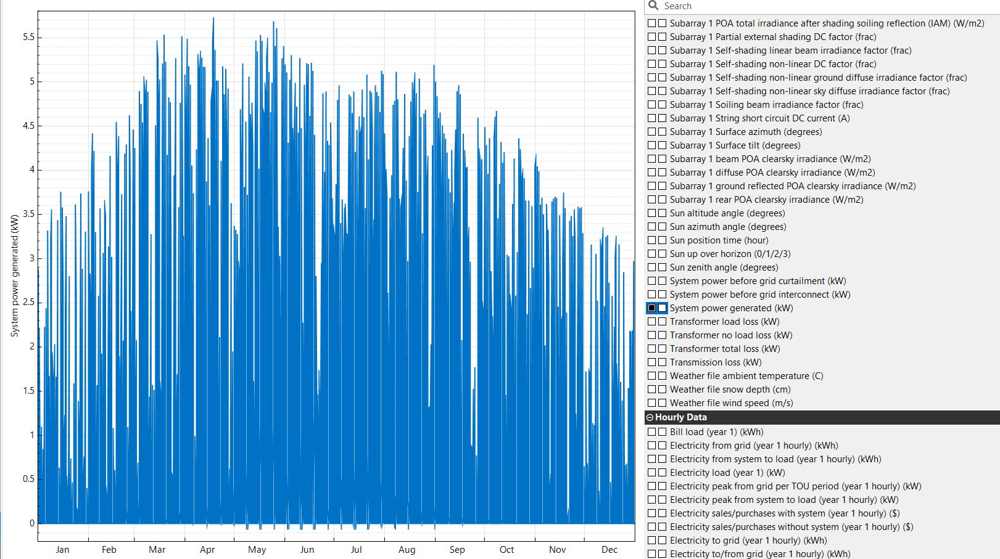 System power generated (kW)
5.5
5
4.5
4
3.5
3
2.5
2
1.5
1
0.5
0
Jan Feb Mar Apr May Jun Jul Aug Sep Oct Nov Dec
Search
Subarray 1 POA total irradiance after shading soiling reflection (IAM) (W/m2)
Subarray 1 Partial external shading DC factor (frac)
Subarray 1 Self-shading linear beam irradiance factor (frac)
Subarray 1 Self-shading non-linear DC factor (frac)
Subarray 1 Self-shading non-linear ground diffuse irradiance factor (frac)
Subarray 1 Self-shading non-linear sky diffuse irradiance factor (frac)
Subarray 1 Soiling beam irradiance factor (frac)
Subarray 1 String short circuit DC current (A)
Subarray 1 Surface azimuth (degrees)
Subarray 1 Surface tilt (degrees)
Subarray 1 beam POA clearsky irradiance (W/m2)
Subarray 1 diffuse POA clearsky irradiance (W/m2)
Subarray 1 ground reflected POA clearsky irradiance (W/m2)
Subarray 1 rear POA clearsky irradiance (W/m2)
Sun altitude angle (degrees)
Sun azimuth angle (degrees)
Sun position time (hour)
Sun up over horizon (0/1/2/3)
Sun zenith angle (degrees)
System power before grid curtailment (kW)
System power before grid interconnect (kW)
System power generated (kW)
Transformer load loss (kW)
Transformer no load loss (kW)
Transformer total loss (kW)
Transmission loss (kW)
Weather file ambient temperature (C)
Weather file snow depth (cm)
Weather file wind speed (m/s)
Hourly Data
Bill load (year 1) (kWh)
Electricity from grid (year 1 hourly) (kWh)
Electricity from system to load (year 1 hourly) (kWh)
Electricity load (year 1) (kW)
Electricity peak from grid per TOU period (year 1 hourly) (kW)
Electricity peak from system to load (year 1 hourly) (kW)
Electricity sales/purchases with system (year 1 hourly) ($)
Electricity sales/purchases without system (year 1 hourly) ($)
Electricity to grid (year 1 hourly) (kWh)
Electricity to/from grid (year 1 hourly) (kWh)